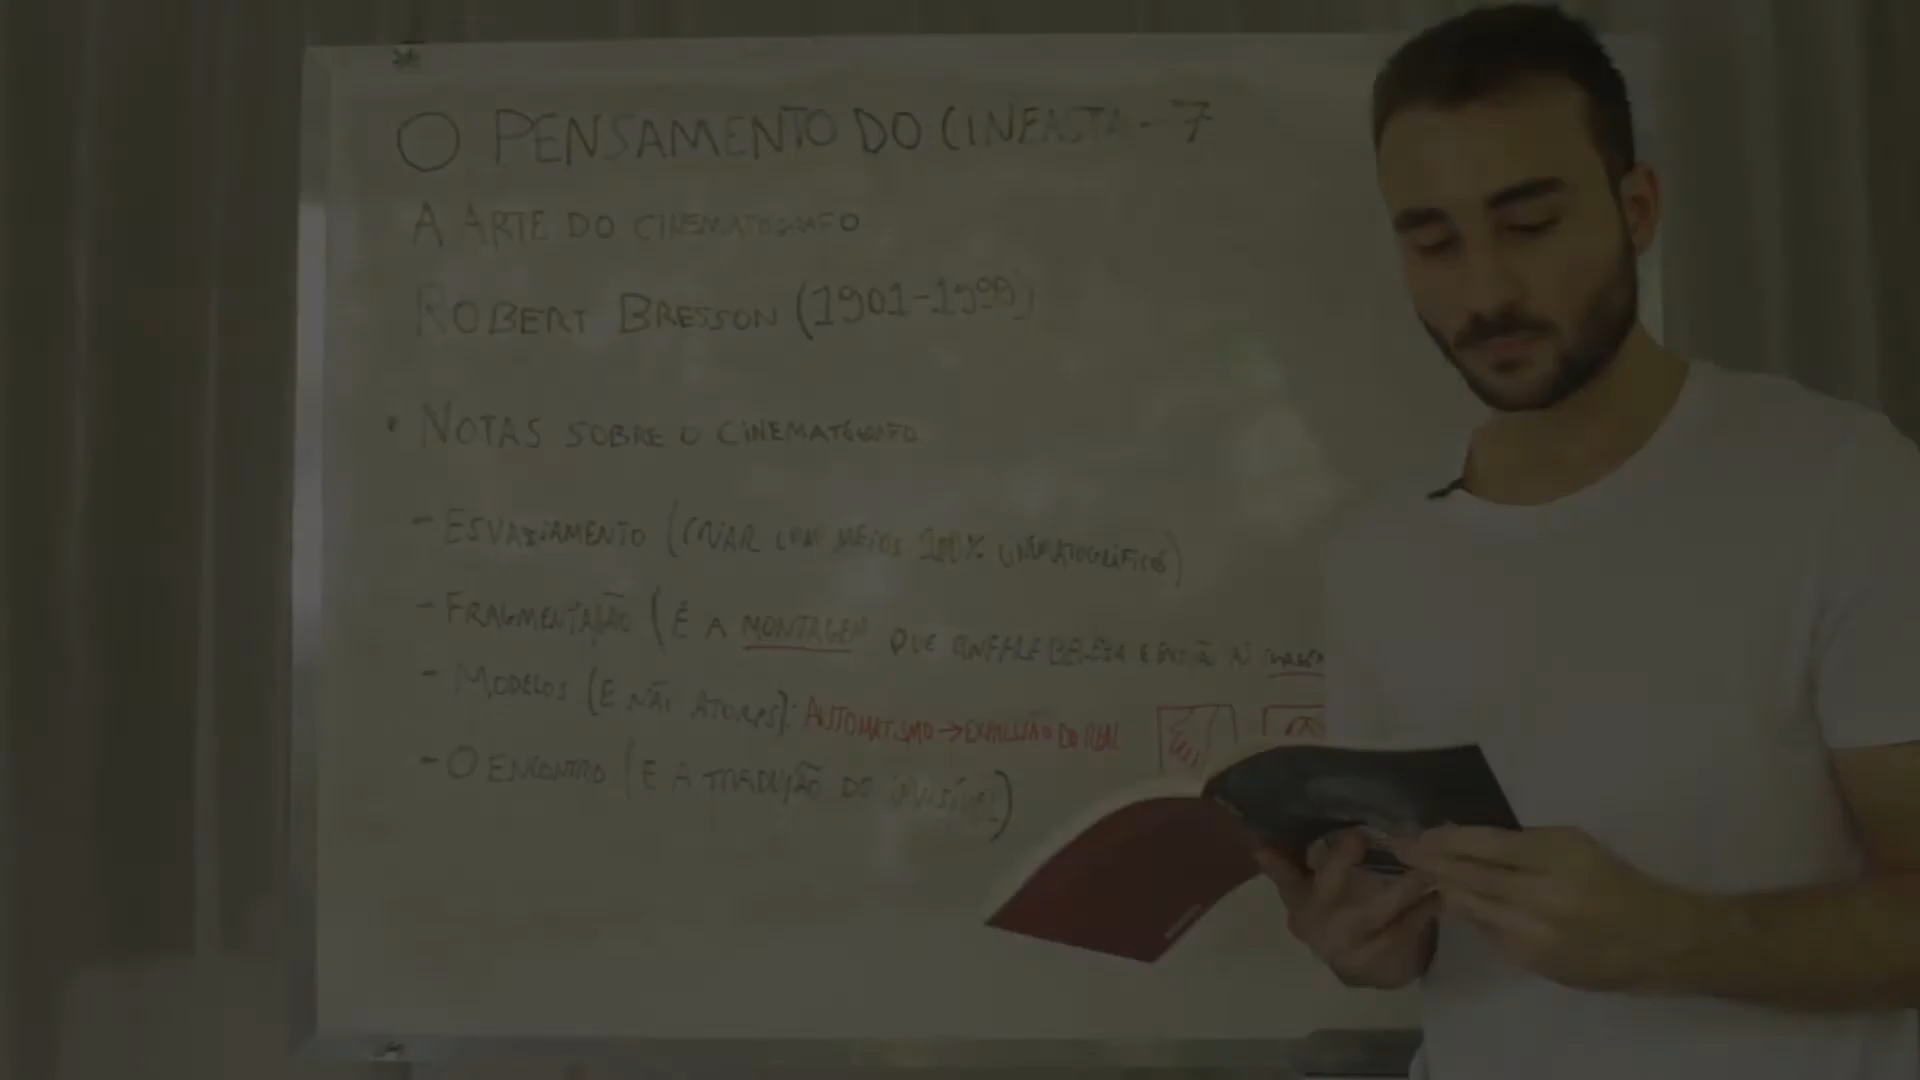 O PENSAMENTO DO CINEASTA - 7
A ARTE DO CINEMATÓGRAFO
ROBERT BRESSON (1901-1999)
• NOTAS SOBRE O CINEMATÓGRAFO
- ESVAZIAMENTO (CRIAR COM MEIOS 100% CINEMATOGRÁFICOS)
- FRAGMENTAÇÃO (É A MONTAGEM QUE
- MODELOS (E NÃO ATORES): AUTOMATISMO → DO REAL
- O ENCONTRO (E A TRADUÇÃO DO INVISÍVEL)